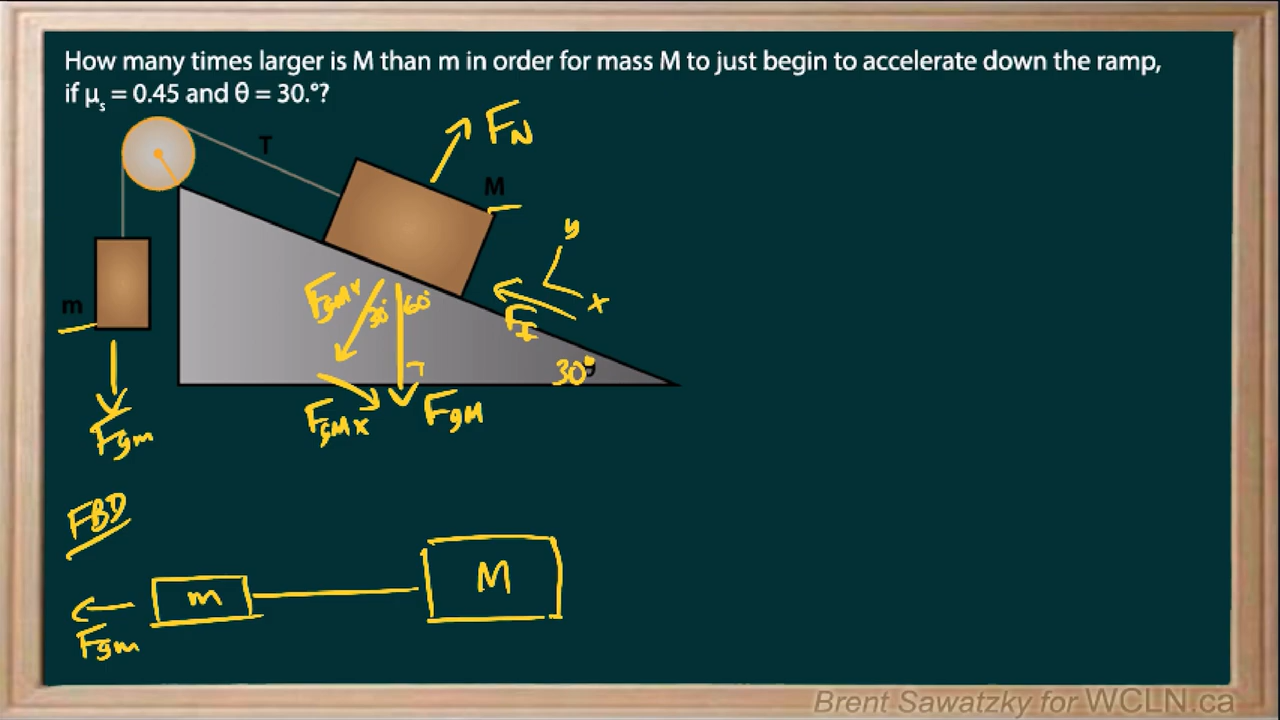 How many times larger is M than m in order for mass M to just begin to accelerate down the ramp,
if μs = 0.45 and θ = 30.°?
FN
T
M
y
x
m
FgMy
30°
60°
Ff
30°
FgMx
FgM
Fgm
FBD
M
m
Fgm
Brent Sawatzky for WCLN.ca